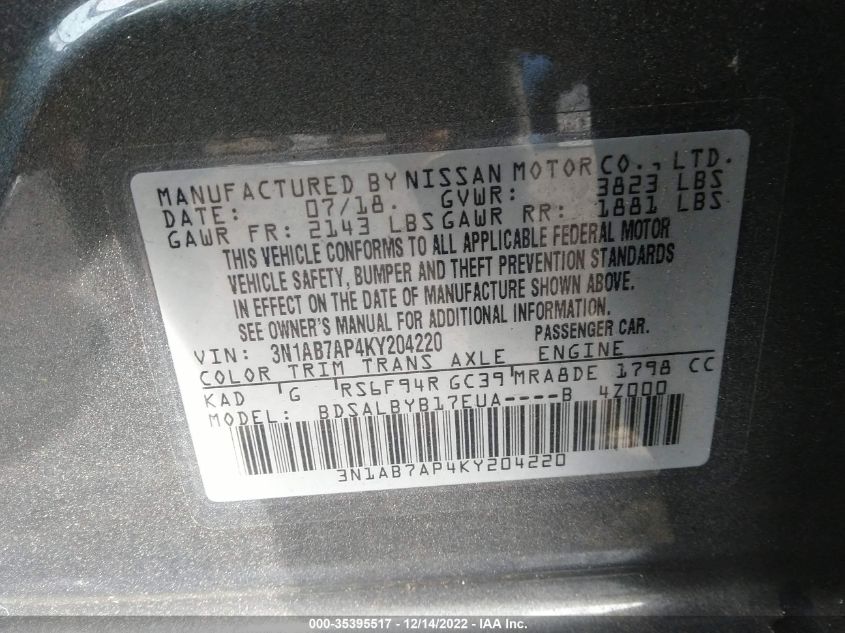 MANUFACTURED BY NISSAN MOTOR CO., LTD.
DATE: 07/18. GVWR: 3823 LBS
GAWR FR: 2143 LBS GAWR RR: 1881 LBS
THIS VEHICLE CONFORMS TO ALL APPLICABLE FEDERAL MOTOR
VEHICLE SAFETY, BUMPER AND THEFT PREVENTION STANDARDS
IN EFFECT ON THE DATE OF MANUFACTURE SHOWN ABOVE.
SEE OWNER'S MANUAL FOR ADDITIONAL INFORMATION.
VIN: 3N1AB7AP4KY204220 PASSENGER CAR.
COLOR TRIM TRANS AXLE ENGINE
KAD G RS6F94R GC39 MRA8DE 1798 CC
MODEL: BDSALBYB17EUA----B 4Z000
3N1AB7AP4KY204220
000-35395517 - 12/14/2022 - IAA Inc.